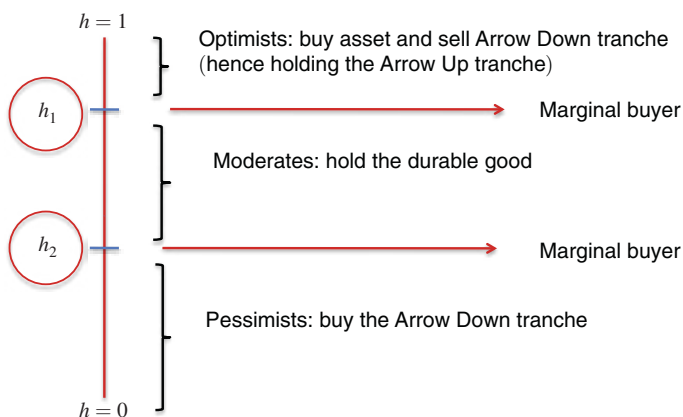 h = 1
Optimists: buy asset and sell Arrow Down tranche
(hence holding the Arrow Up tranche)
h₁
Marginal buyer
Moderates: hold the durable good
h₂
Marginal buyer
Pessimists: buy the Arrow Down tranche
h = 0